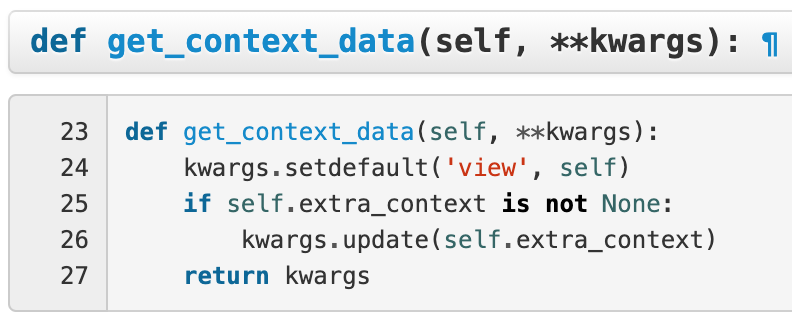 def get_context_data(self, **kwargs): ¶
23 def get_context_data(self, **kwargs):
24     kwargs.setdefault('view', self)
25     if self.extra_context is not None:
26         kwargs.update(self.extra_context)
27     return kwargs